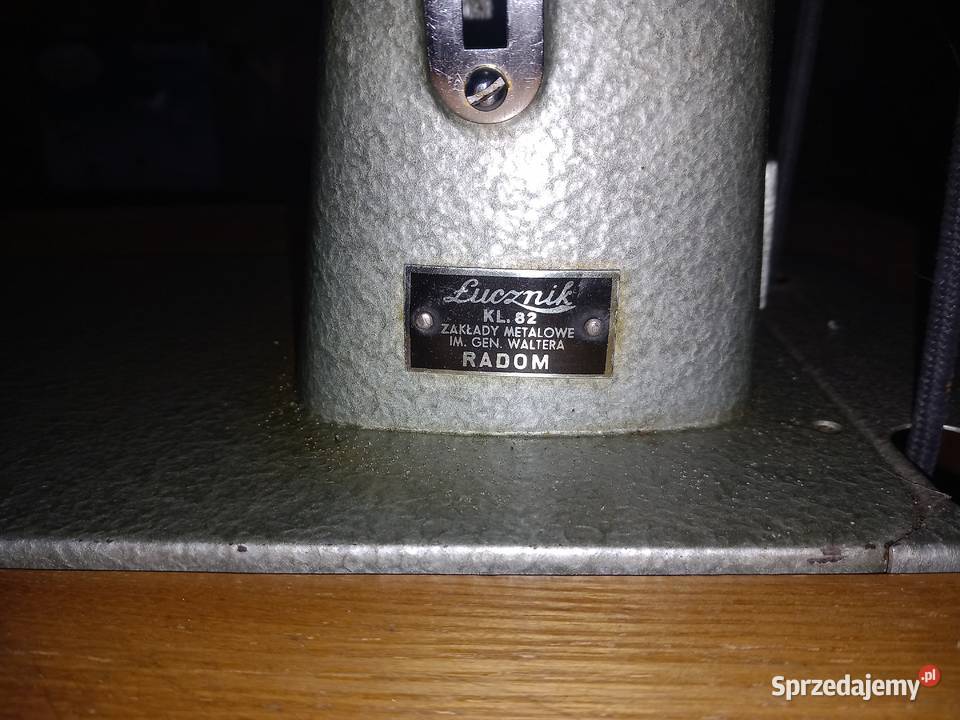 Łucznik
KL. 82
ZAKŁADY METALOWE
IM. GEN. WALTERA
RADOM
Sprzedajemy.pl